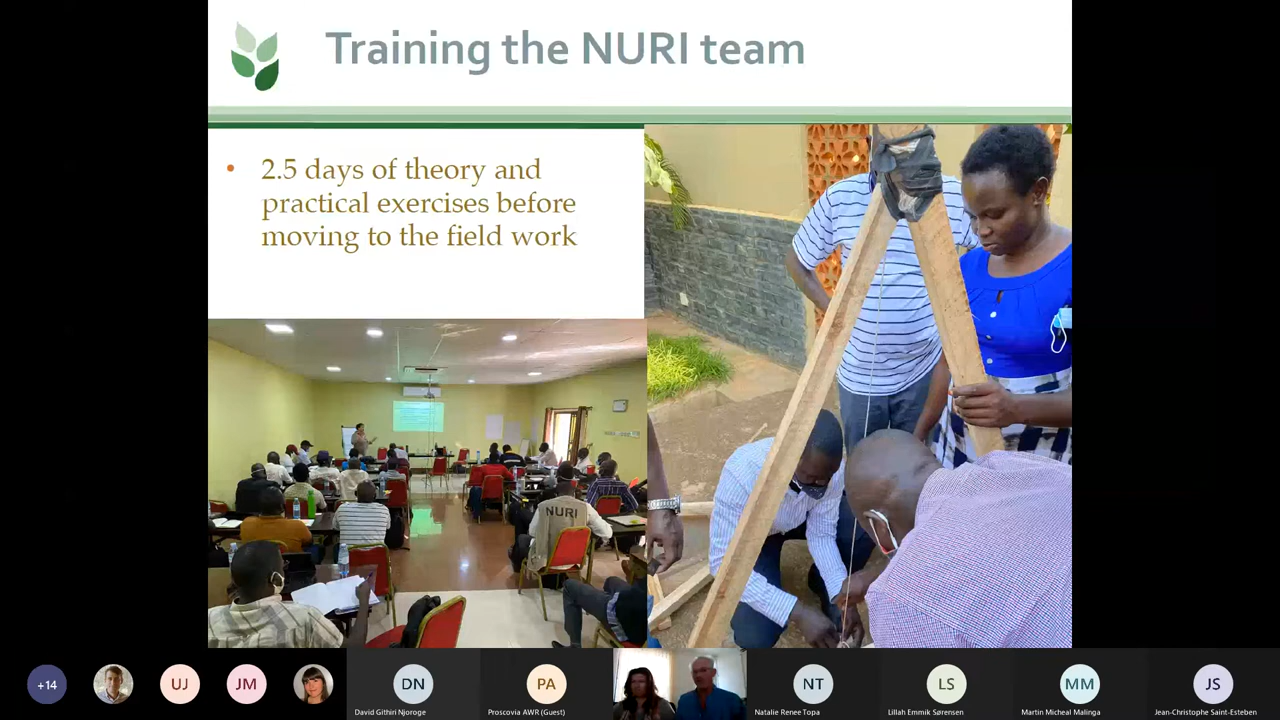 Training the NURI team
• 2.5 days of theory and
practical exercises before
moving to the field work
NURI
+14
UJ
JM
DN
PA
NT
LS
MM
JS
David Githiri Njoroge
Proscovia AWR (Guest)
Natalie Renee Topa
Lillah Emmik Sørensen
Martin Micheal Malinga
Jean-Christophe Saint-Esteben